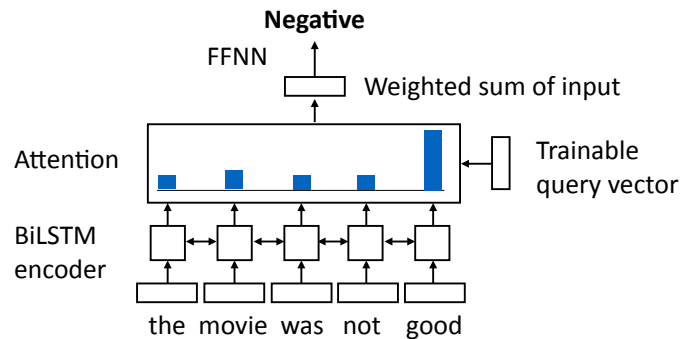 Negative
FFNN
Weighted sum of input
Attention
Trainable
query vector
BiLSTM
encoder
the movie was not good